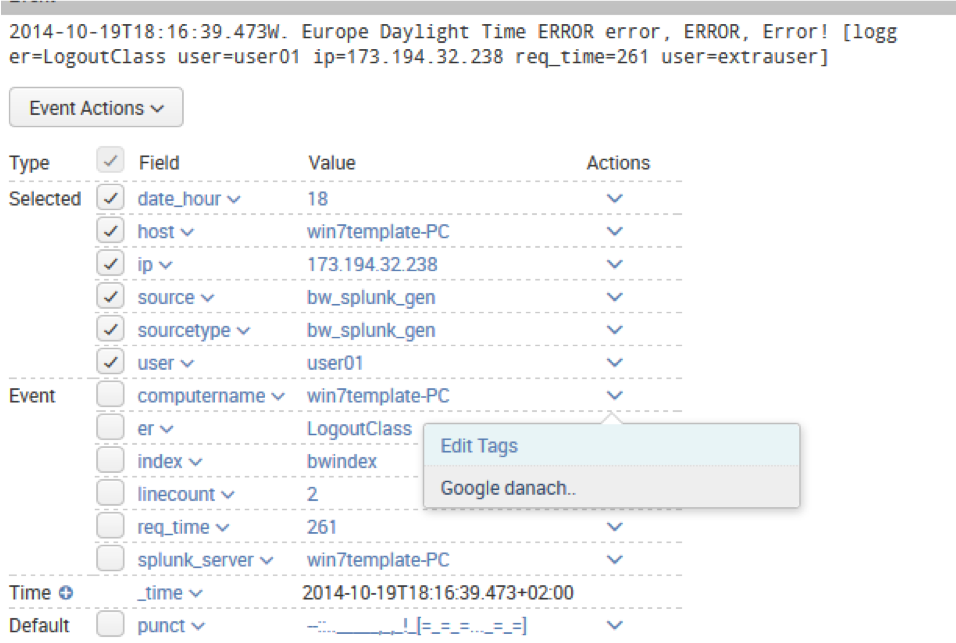 2014-10-19T18:16:39.473W. Europe Daylight Time ERROR error, ERROR, Error! [logg
er=LogoutClass user=user01 ip=173.194.32.238 req_time=261 user=extrauser]
Event Actions
Type Field Value Actions
Selected date_hour 18
host win7template-PC
ip 173.194.32.238
source bw_splunk_gen
sourcetype bw_splunk_gen
user user01
Event computername win7template-PC
er LogoutClass
Edit Tags
index bwindex
Google danach..
linecount 2
req_time 261
splunk_server win7template-PC
Time _time 2014-10-19T18:16:39.473+02:00
Default punct